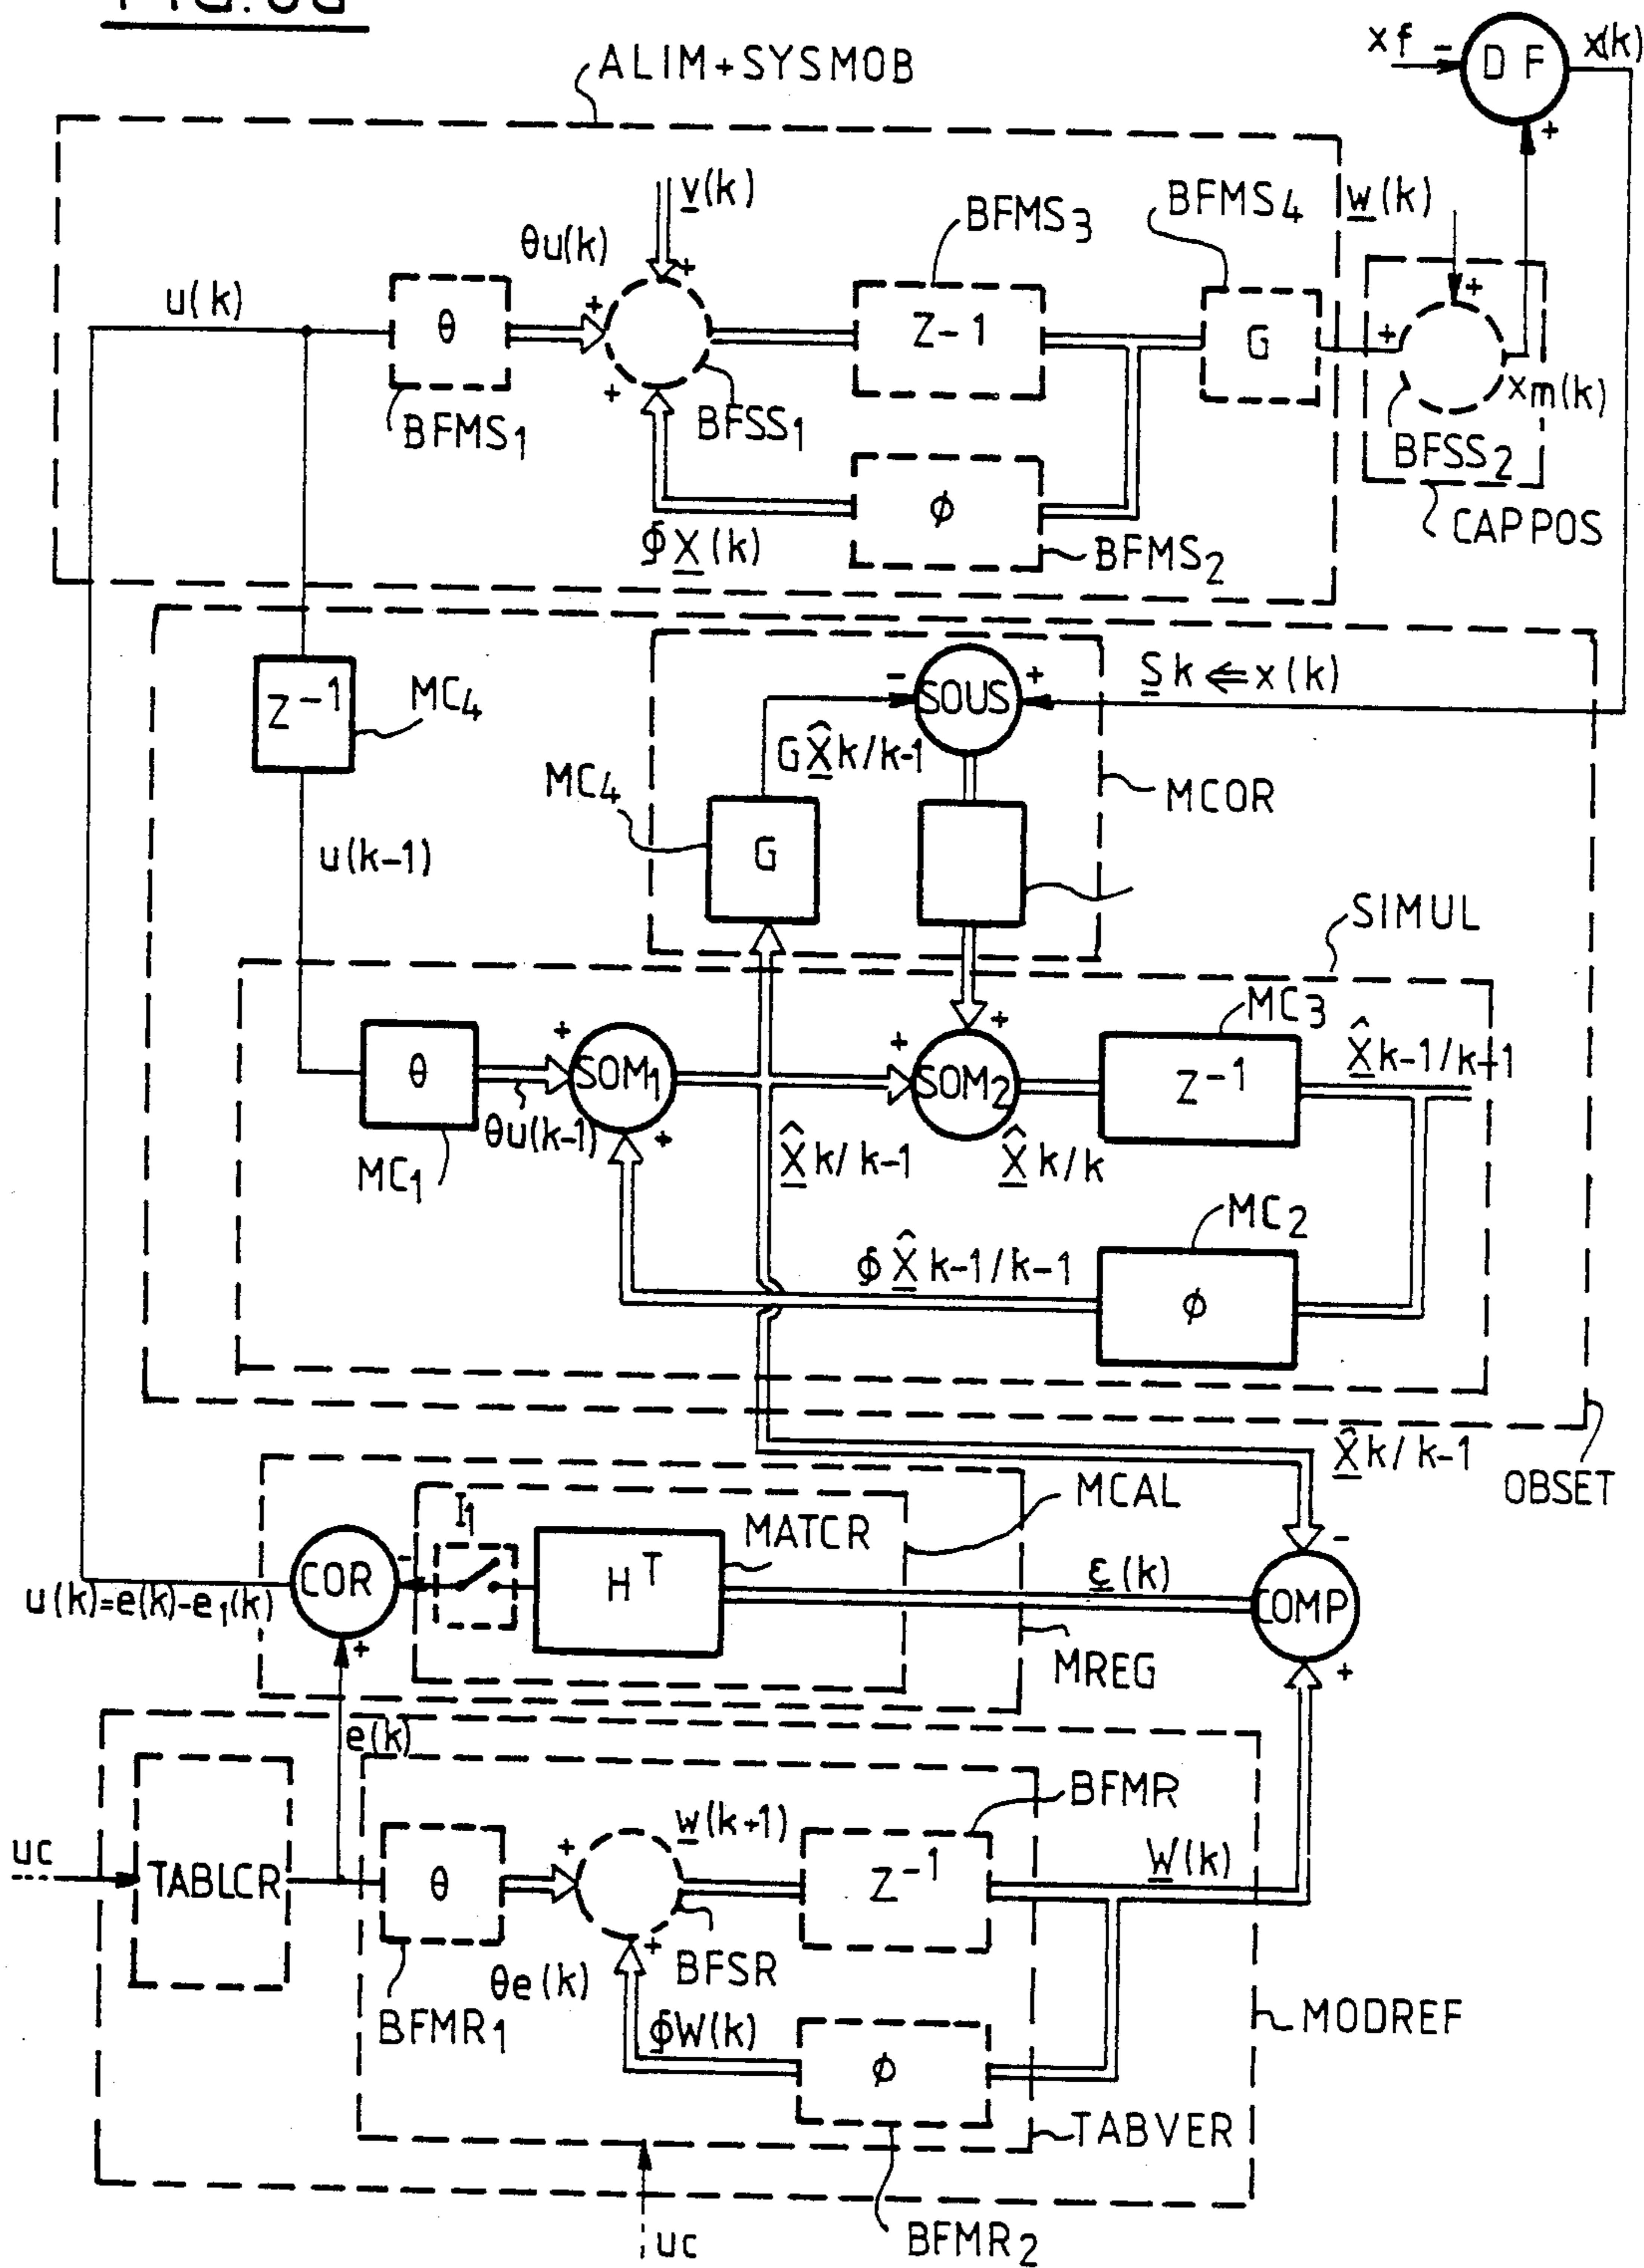 xf - DF x(k)
+
ALIM+SYSMOB
v(k)
BFMS3
BFMS4
w(k)
θu(k)
u(k)
θ
+
+
Z-1
G
+
+
xm(k)
+
BFMS1
BFSS1
BFSS2
ϕ
CAPPOS
ϕX(k)
BFMS2
Z-1
MC4
- SOUS +
Sk ⇐ x(k)
GX̂k/k-1
MC4
G
MCOR
u(k-1)
SIMUL
MC3
θ
+
SOM1
+
+
SOM2
Z-1
X̂k-1/k+1
θu(k-1)
+
X̂k/k-1
X̂k/k
MC1
MC2
ϕX̂k-1/k-1
ϕ
X̂k/k-1
OBSET
MCAL
I1
MATCR
COR
-
HT
ε(k)
-
COMP
u(k)=e(k)-e1(k)
+
MREG
+
e(k)
BFMR
uc
TABLCR
θ
+
w(k+1)
Z-1
W(k)
+
BFSR
θe(k)
BFMR1
ϕW(k)
ϕ
MODREF
TABVER
uc
BFMR2